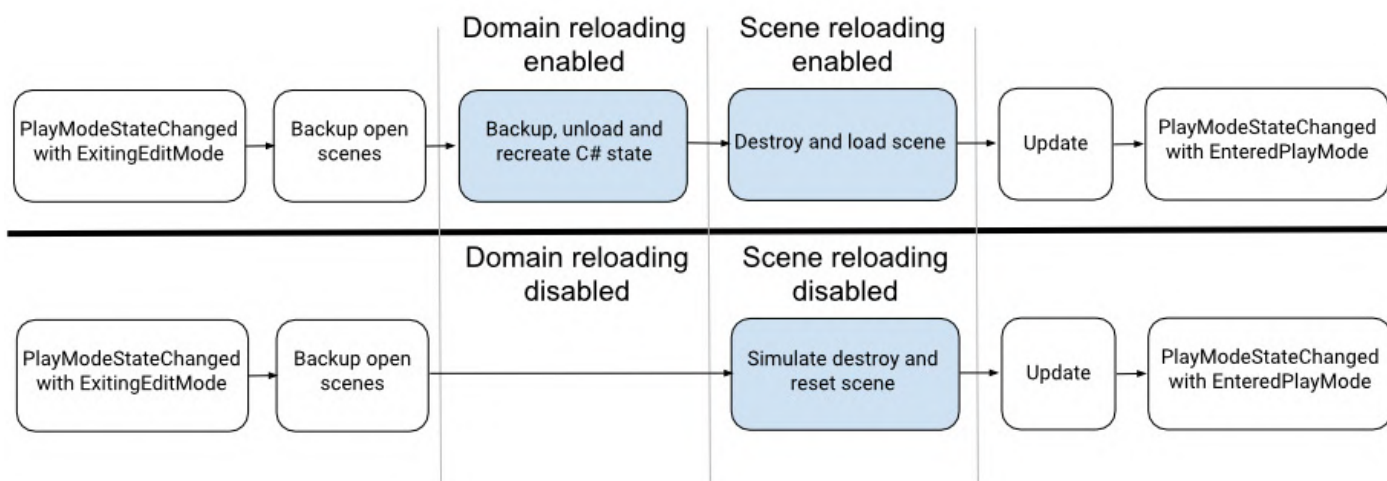 Domain reloading
enabled
Scene reloading
enabled
PlayModeStateChanged
with ExitingEditMode
Backup open
scenes
Backup, unload and
recreate C# state
Destroy and load scene
Update
PlayModeStateChanged
with EnteredPlayMode
Domain reloading
disabled
Scene reloading
disabled
PlayModeStateChanged
with ExitingEditMode
Backup open
scenes
Simulate destroy and
reset scene
Update
PlayModeStateChanged
with EnteredPlayMode